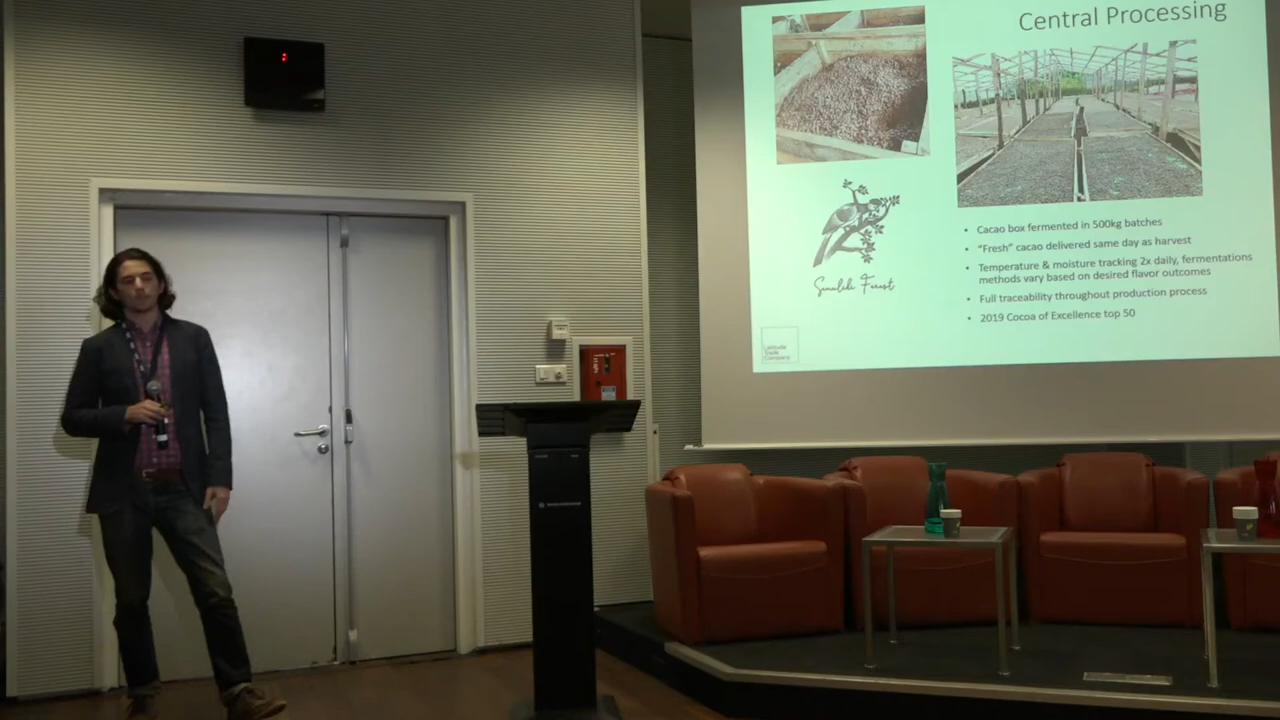 Central Processing
• Cacao box fermented in 500kg batches
• "Fresh" cacao delivered same day as harvest
• Temperature & moisture tracking 2x daily, fermentations
methods vary based on desired flavor outcomes
• Full traceability throughout production process
• 2019 Cocoa of Excellence top 50
Semuliki Forest
Latitude
Trade
Company